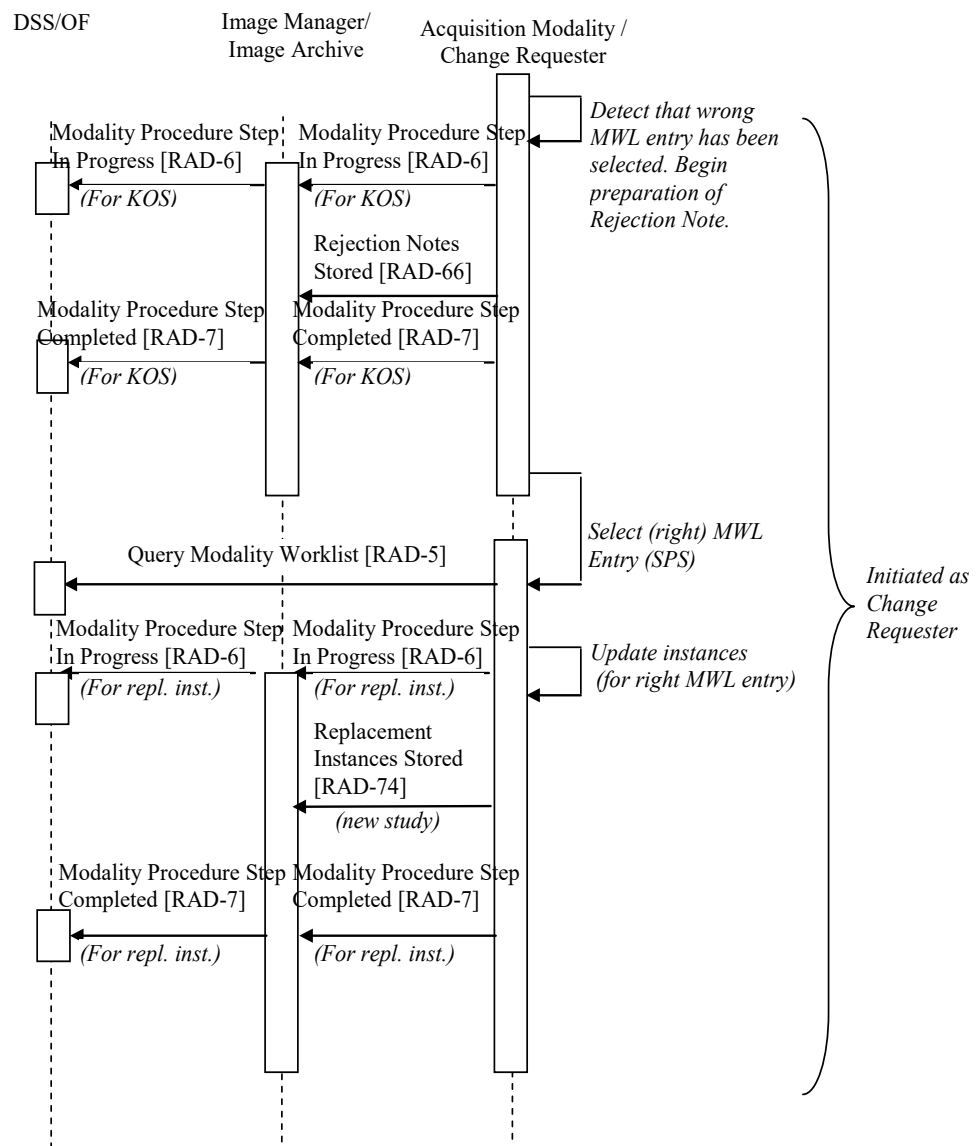 DSS/OF
Image Manager/
Image Archive
Acquisition Modality /
Change Requester
Detect that wrong
MWL entry has been
selected. Begin
preparation of
Rejection Note.
Modality Procedure Step
In Progress [RAD-6]
(For KOS)
Modality Procedure Step
In Progress [RAD-6]
(For KOS)
Rejection Notes
Stored [RAD-66]
Modality Procedure Step
Completed [RAD-7]
(For KOS)
Modality Procedure Step
Completed [RAD-7]
(For KOS)
Select (right) MWL
Entry (SPS)
Query Modality Worklist [RAD-5]
Initiated as
Change
Requester
Modality Procedure Step
In Progress [RAD-6]
(For repl. inst.)
Modality Procedure Step
In Progress [RAD-6]
(For repl. inst.)
Update instances
(for right MWL entry)
Replacement
Instances Stored
[RAD-74]
(new study)
Modality Procedure Step
Completed [RAD-7]
(For repl. inst.)
Modality Procedure Step
Completed [RAD-7]
(For repl. inst.)